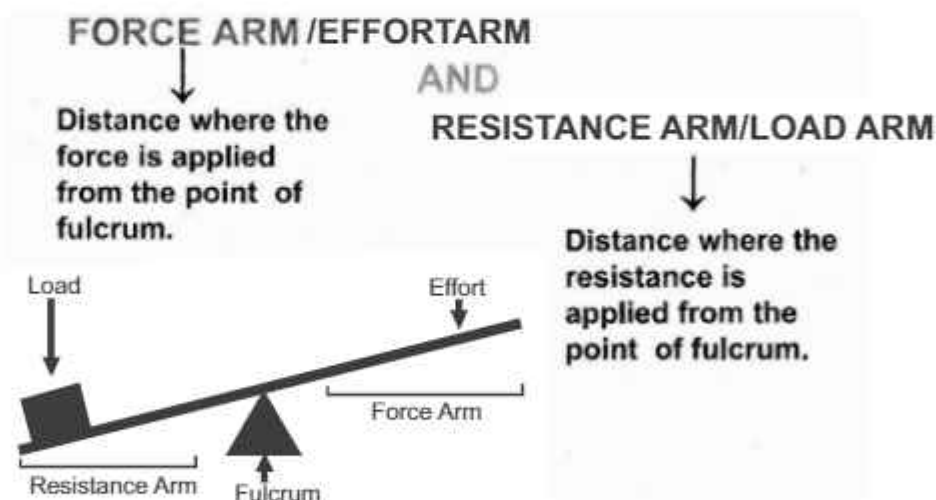 FORCE ARM /EFFORTARM
AND
RESISTANCE ARM/LOAD ARM
Distance where the
force is applied
from the point of
fulcrum.
Distance where the
resistance is
applied from the
point of fulcrum.
Load
Effort
Force Arm
Resistance Arm
Fulcrum